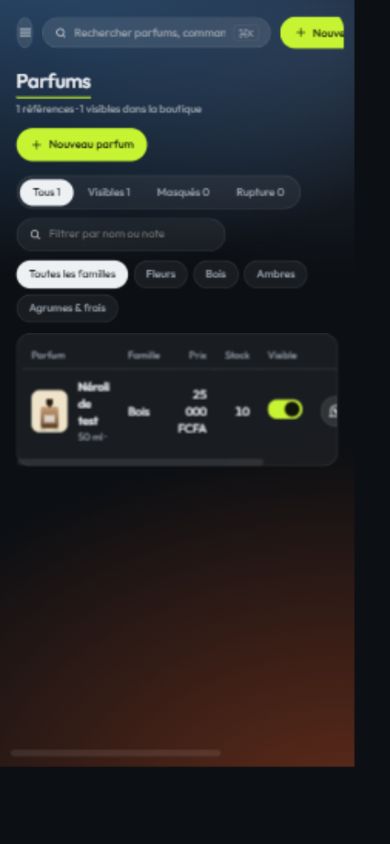 Rechercher parfums, comman ⌘K + Nouve
Parfums
1 références · 1 visibles dans la boutique
+ Nouveau parfum
Tous 1 Visibles 1 Masqués 0 Rupture 0
Filtrer par nom ou note
Toutes les familles Fleurs Bois Ambres
Agrumes & frais
Parfum Famille Prix Stock Visible
Néroli
de
test
50 ml ·
Bois
25
000
FCFA
10